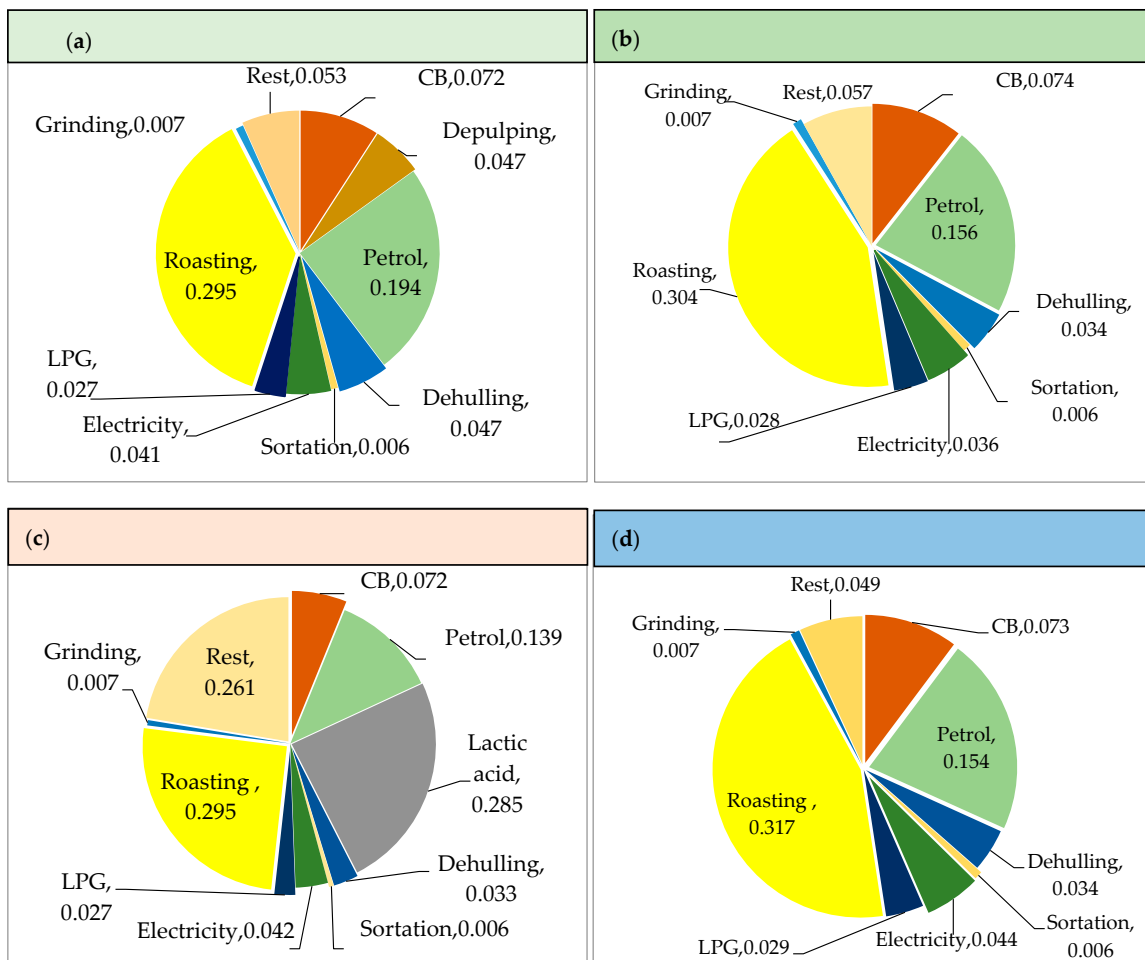 (a)
Rest,0.053
CB,0.072
Grinding,0.007
Depulping,
0.047
Roasting,
0.295
Petrol,
0.194
LPG,
0.027
Electricity,
0.041
Sortation,0.006
Dehulling,
0.047
(b)
Grinding,
0.007
Rest,0.057
CB,0.074
Petrol,
0.156
Roasting,
0.304
Dehulling,
0.034
Sortation,
0.006
LPG,0.028
Electricity,0.036
(c)
CB,0.072
Grinding,
0.007
Rest,
0.261
Petrol,0.139
Lactic
acid,
0.285
Roasting ,
0.295
Dehulling,
0.033
LPG,
0.027
Electricity,0.042
Sortation,0.006
(d)
Rest,0.049
Grinding,
0.007
CB,0.073
Petrol,
0.154
Roasting ,
0.317
Dehulling,
0.034
Sortation,
0.006
LPG,0.029
Electricity,0.044